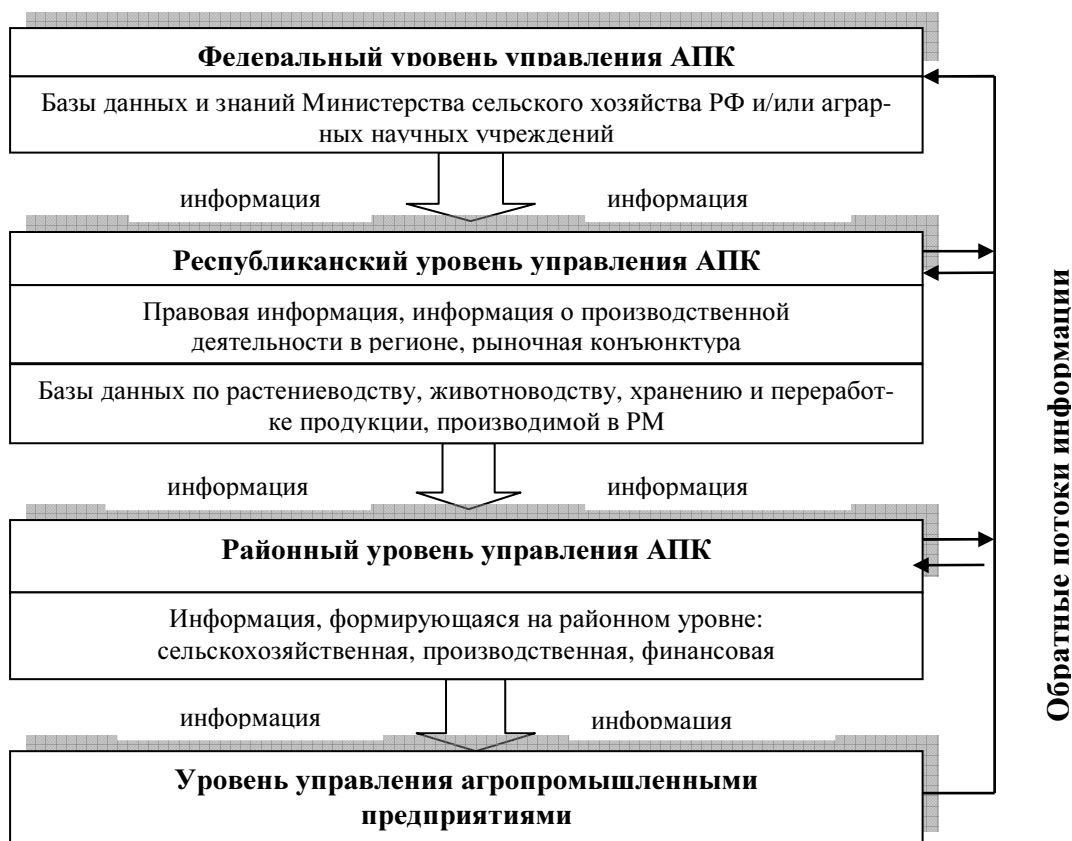 Федеральный уровень управления АПК
Базы данных и знаний Министерства сельского хозяйства РФ и/или аграр-
ных научных учреждений
информация информация
Республиканский уровень управления АПК
Правовая информация, информация о производственной
деятельности в регионе, рыночная конъюнктура
Базы данных по растениеводству, животноводству, хранению и переработ-
ке продукции, производимой в РМ
информация информация
Районный уровень управления АПК
Информация, формирующаяся на районном уровне:
сельскохозяйственная, производственная, финансовая
информация информация
Уровень управления агропромышленными
предприятиями
Обратные потоки информации